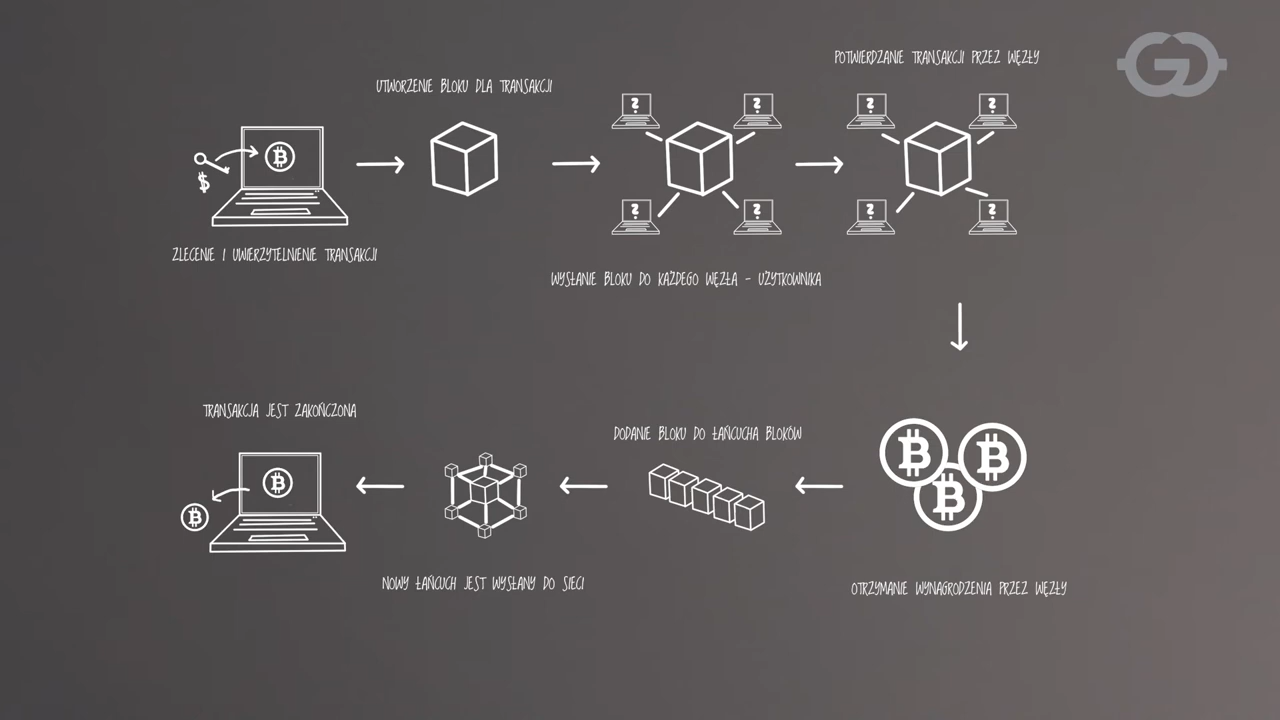 POTWIERDZANIE TRANSAKCJI PRZEZ WĘZŁY
UTWORZENIE BLOKU DLA TRANSAKCJI
ZLECENIE I UWIERZYTELNIENIE TRANSAKCJI
WYSŁANIE BLOKU DO KAŻDEGO WĘZŁA - UŻYTKOWNIKA
TRANSAKCJA JEST ZAKOŃCZONA
DODANIE BLOKU DO ŁAŃCUCHA BLOKÓW
NOWY ŁAŃCUCH JEST WYSŁANY DO SIECI
OTRZYMANIE WYNAGRODZENIA PRZEZ WĘZŁY